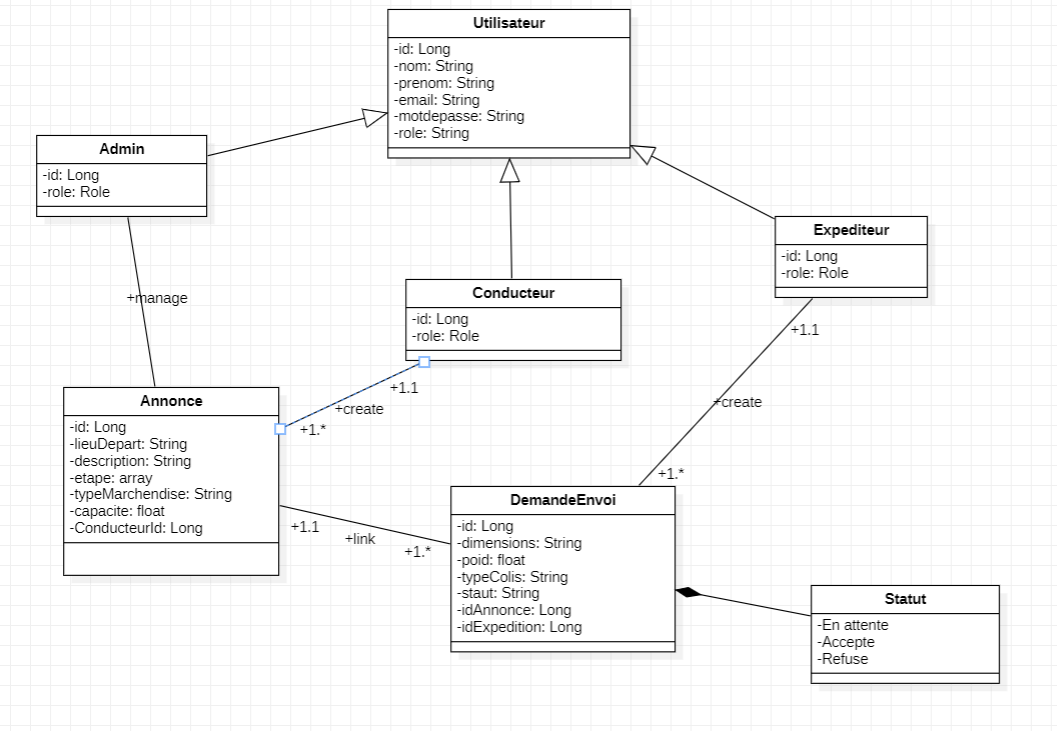 Utilisateur
-id: Long
-nom: String
-prenom: String
-email: String
-motdepasse: String
-role: String
Admin
-id: Long
-role: Role
Expediteur
-id: Long
-role: Role
+manage
Conducteur
-id: Long
-role: Role
+1.1
+1.1
+create
+1.*
+create
+1.*
Annonce
-id: Long
-lieuDepart: String
-description: String
-etape: array
-typeMarchendise: String
-capacite: float
-ConducteurId: Long
+1.1
+link
+1.*
DemandeEnvoi
-id: Long
-dimensions: String
-poid: float
-typeColis: String
-staut: String
-idAnnonce: Long
-idExpedition: Long
Statut
-En attente
-Accepte
-Refuse